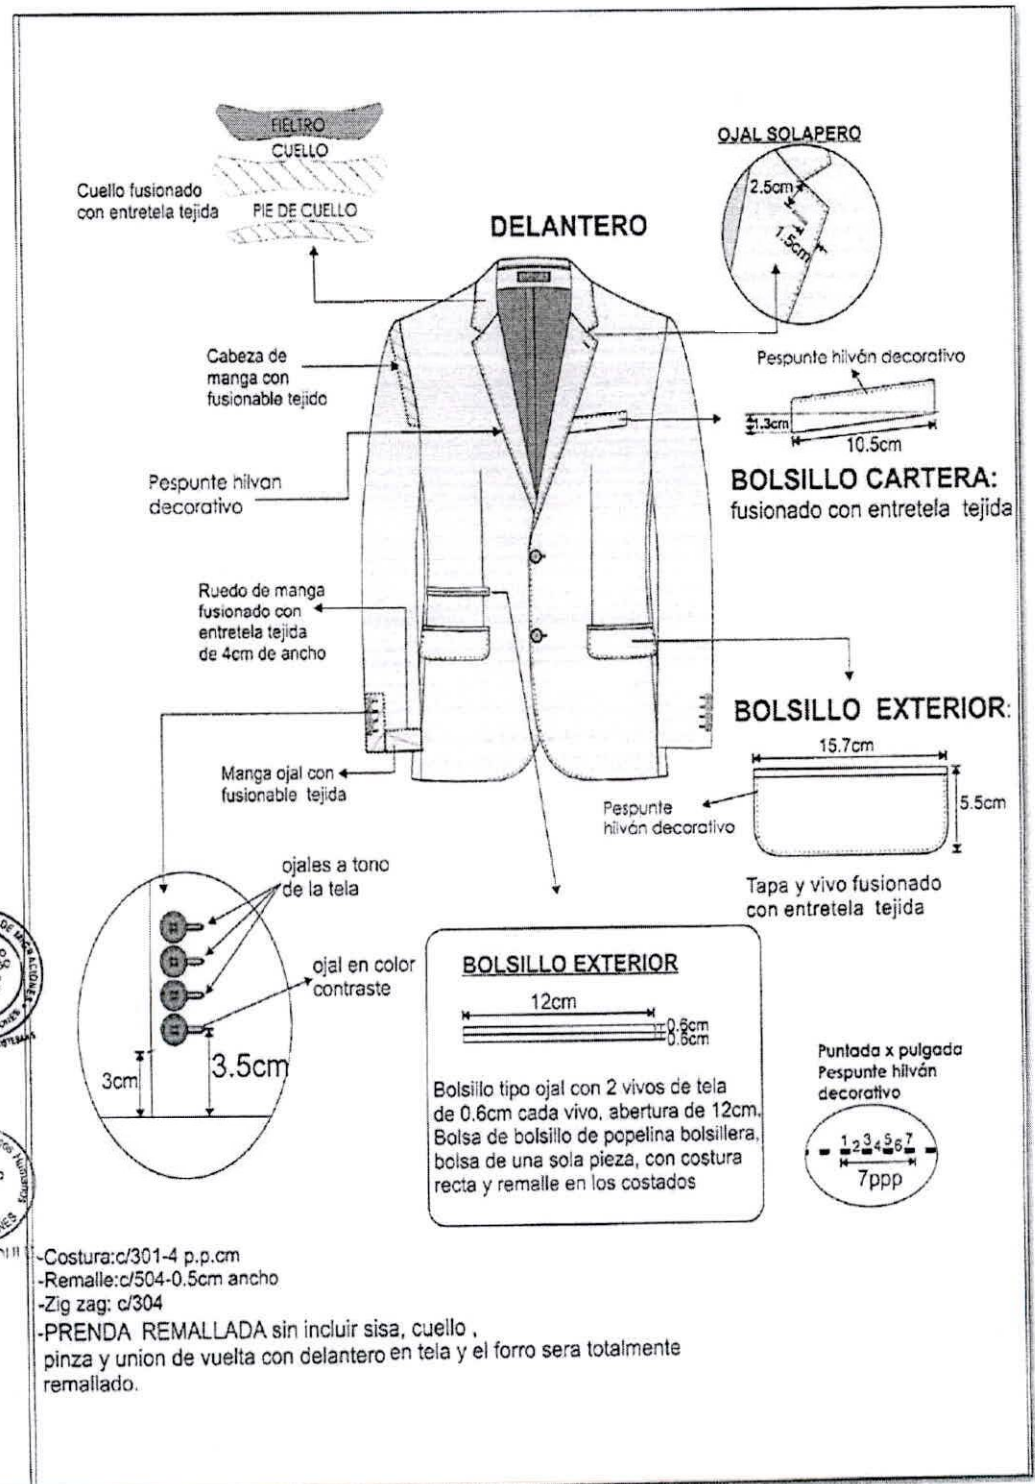 FIELTRO
CUELLO
PIE DE CUELLO
Cuello fusionado
con entretela tejida
DELANTERO
OJAL SOLAPERO
2.5cm
1.5cm
Cabeza de
manga con
fusionable tejido
Pespunte hilván decorativo
1.3cm
10.5cm
BOLSILLO CARTERA:
fusionado con entretela tejida
Pespunte hilvan
decorativo
Ruedo de manga
fusionado con
entretela tejida
de 4cm de ancho
Manga ojal con
fusionable tejida
BOLSILLO EXTERIOR:
15.7cm
5.5cm
Pespunte
hilván decorativo
Tapa y vivo fusionado
con entretela tejida
ojales a tono
de la tela
ojal en color
contraste
3cm
3.5cm
BOLSILLO EXTERIOR
12cm
0.6cm
0.6cm
Bolsillo tipo ojal con 2 vivos de tela
de 0.6cm cada vivo, abertura de 12cm.
Bolsa de bolsillo de popelina bolsillera,
bolsa de una sola pieza, con costura
recta y remalle en los costados
Puntada x pulgada
Pespunte hilván
decorativo
1 2 3 4 5 6 7
7ppp
DE MIGRACIONES
Humanos
-Costura:c/301-4 p.p.cm
-Remalle:c/504-0.5cm ancho
-Zig zag: c/304
-PRENDA REMALLADA sin incluir sisa, cuello ,
pinza y union de vuelta con delantero en tela y el forro sera totalmente
remallado.